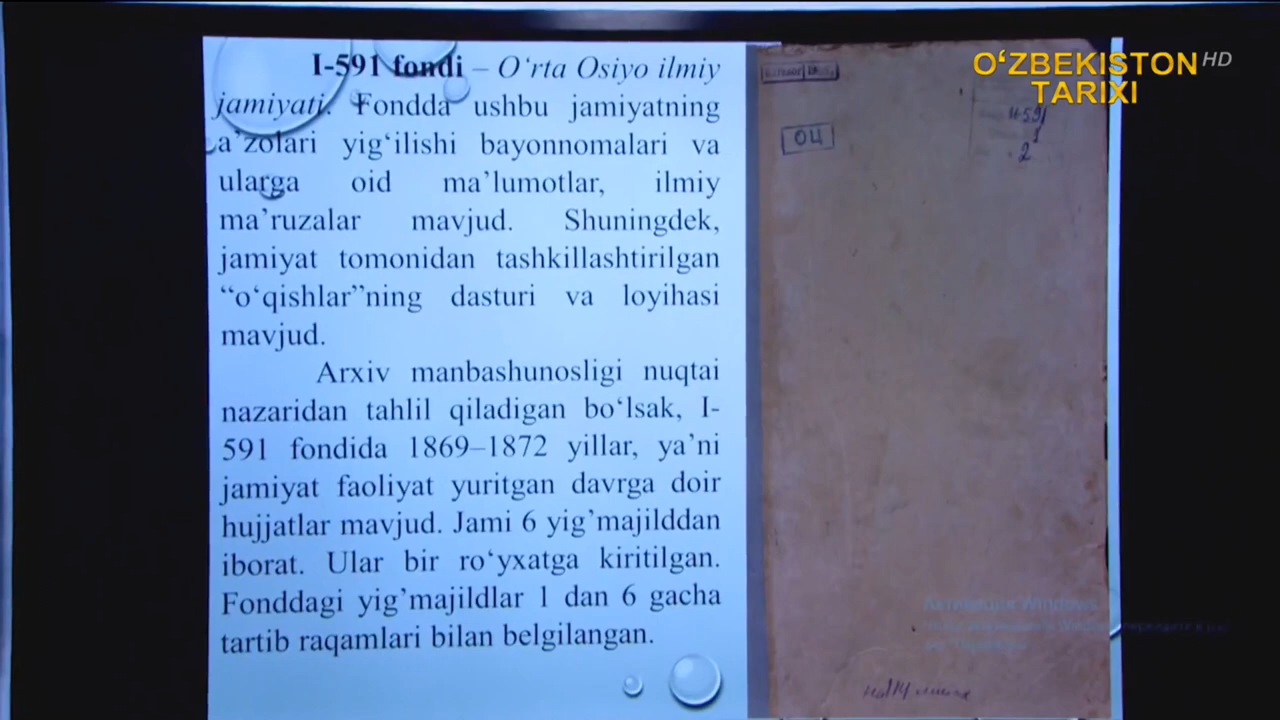 I-591 fondi – O‘rta Osiyo ilmiy
jamiyati. Fondda ushbu jamiyatning
a’zolari yig‘ilishi bayonnomalari va
ularga oid ma’lumotlar, ilmiy
ma’ruzalar mavjud. Shuningdek,
jamiyat tomonidan tashkillashtirilgan
“o‘qishlar”ning dasturi va loyihasi
mavjud.
Arxiv manbashunosligi nuqtai
nazaridan tahlil qiladigan bo‘lsak, I-
591 fondida 1869–1872 yillar, ya’ni
jamiyat faoliyat yuritgan davrga doir
hujjatlar mavjud. Jami 6 yig’majilddan
iborat. Ular bir ro‘yxatga kiritilgan.
Fonddagi yig’majildlar 1 dan 6 gacha
tartib raqamlari bilan belgilangan.
O‘ZBEKISTON HD
TARIXI
И-591
1
2
ОЦ
Активация Windows